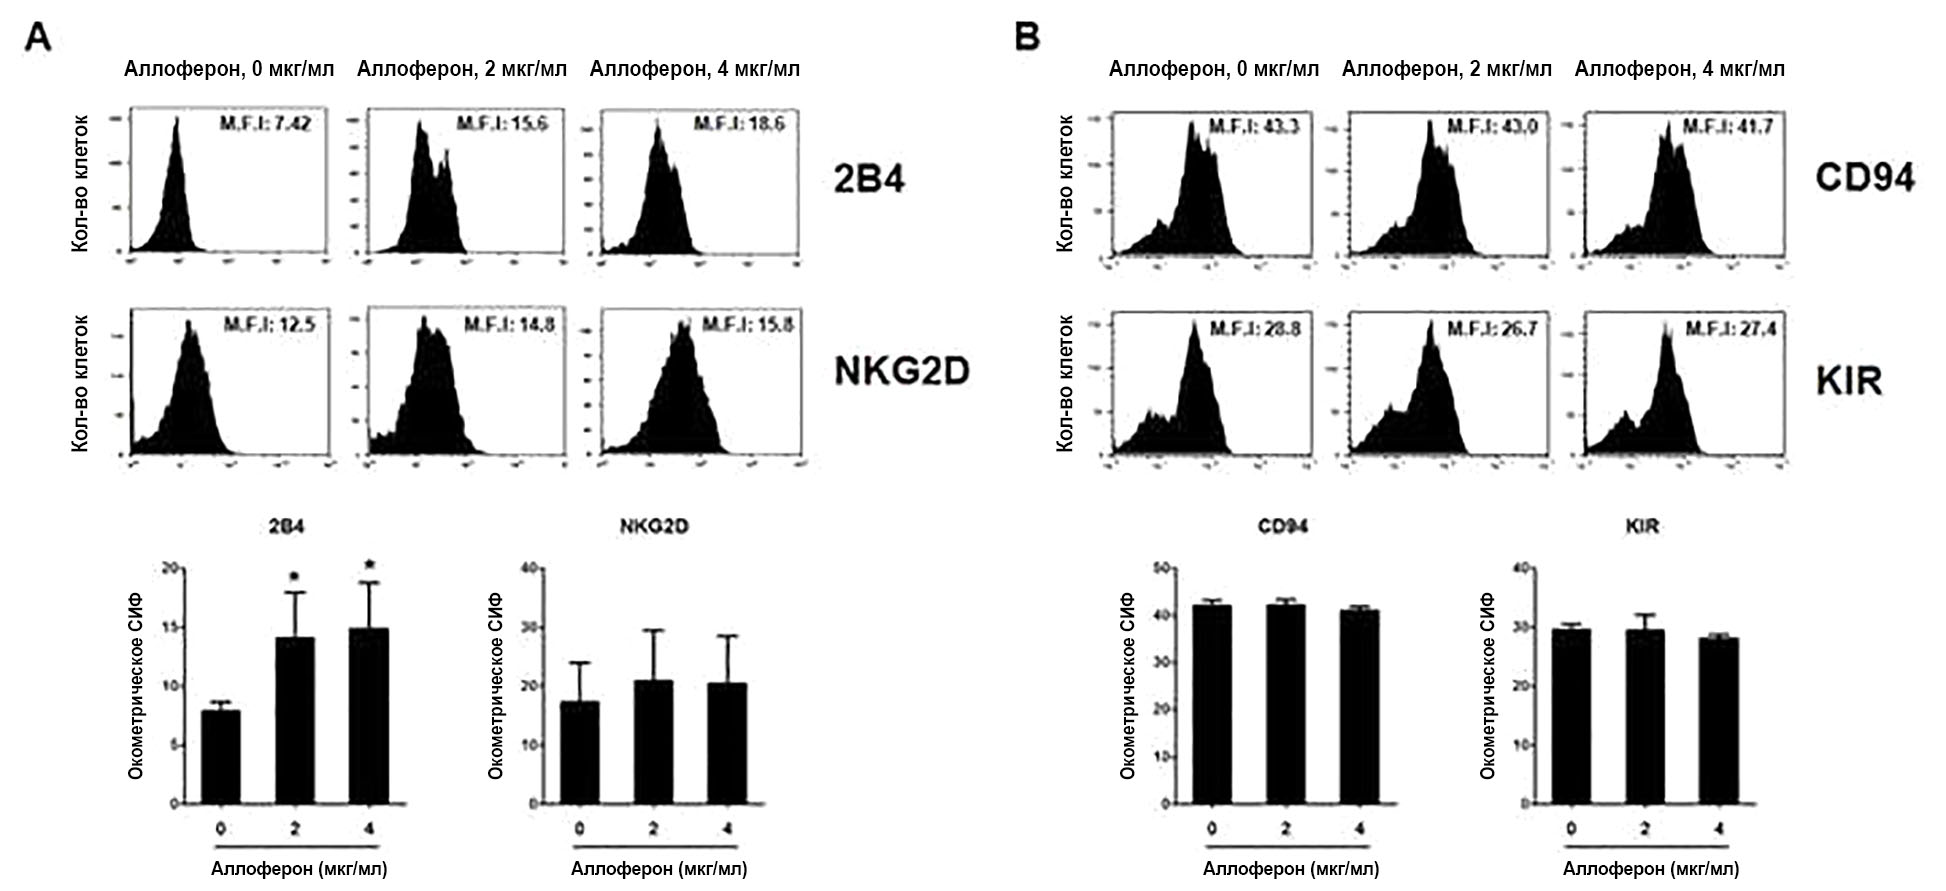 A
B
Аллоферон, 0 мкг/мл Аллоферон, 2 мкг/мл Аллоферон, 4 мкг/мл
Аллоферон, 0 мкг/мл Аллоферон, 2 мкг/мл Аллоферон, 4 мкг/мл
Кол-во клеток
M.F.I: 7.42
M.F.I: 15.6
M.F.I: 18.6
2B4
Кол-во клеток
M.F.I: 43.3
M.F.I: 43.0
M.F.I: 41.7
CD94
Кол-во клеток
M.F.I: 12.5
M.F.I: 14.8
M.F.I: 15.8
NKG2D
Кол-во клеток
M.F.I: 28.8
M.F.I: 26.7
M.F.I: 27.4
KIR
2B4
Окометрическое СИФ
20
15
10
5
0
* *
0 2 4
Аллоферон (мкг/мл)
NKG2D
Окометрическое СИФ
40
30
20
10
0
0 2 4
Аллоферон (мкг/мл)
CD94
Окометрическое СИФ
50
40
30
20
10
0
0 2 4
Аллоферон (мкг/мл)
KIR
Окометрическое СИФ
40
30
20
10
0
0 2 4
Аллоферон (мкг/мл)